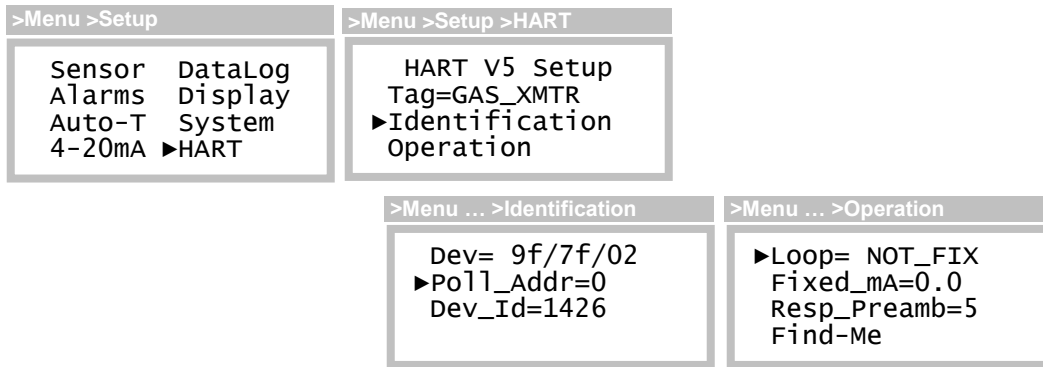 >Menu >Setup
Sensor DataLog
Alarms Display
Auto-T System
4-20mA ►HART
>Menu >Setup >HART
HART V5 Setup
Tag=GAS_XMTR
►Identification
Operation
>Menu … >Identification
Dev= 9f/7f/02
►Poll_Addr=0
Dev_Id=1426
>Menu … >Operation
►Loop= NOT_FIX
Fixed_mA=0.0
Resp_Preamb=5
Find-Me